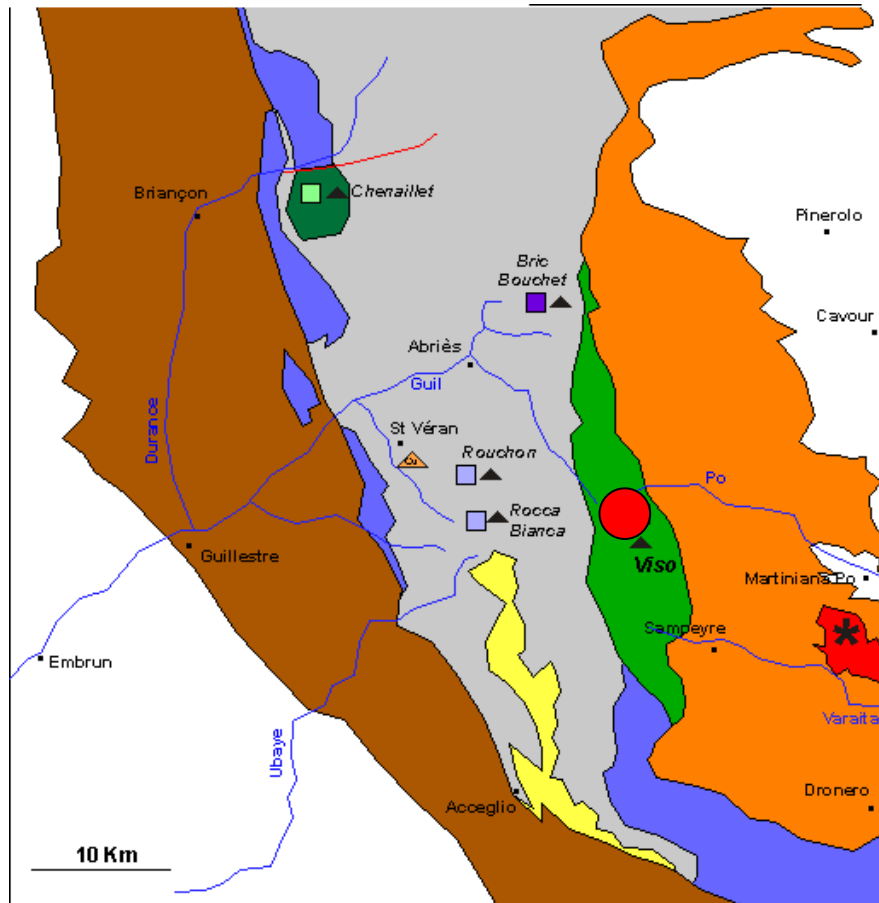 Chenaillet
Briançon
Pinerolo
Bric
Bouchet
Cavour
Abriès
Guil
Durance
St Véran
Cu
Rouchon
Po
Rocca
Bianca
Guillestre
Viso
Martiniana Po
*
Sampeyre
Embrun
Varaita
Ubaye
Dronero
Acceglio
10 Km